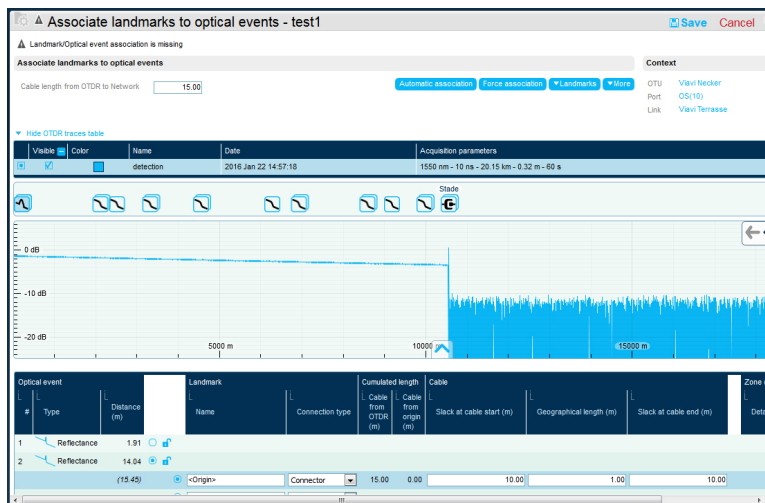 Associate landmarks to optical events - test1
Save Cancel
Landmark/Optical event association is missing
Associate landmarks to optical events
Context
Cable length from OTDR to Network 15.00
Automatic association Force association Landmarks More
OTU Viavi Necker
Port OS(10)
Link Viavi Terrasse
Hide OTDR traces table
Visible Color Name Date Acquisition parameters
detection 2016 Jan 22 14:57:18 1550 nm - 10 ns - 20.15 km - 0.32 m - 60 s
Stade
0 dB
-10 dB
-20 dB
5000 m 10000 m 15000 m
Optical event Landmark Cumulated length Cable Zone
# Type Distance (m) Name Connection type Cable from OTDR (m) Cable from origin (m) Slack at cable start (m) Geographical length (m) Slack at cable end (m)
1 Reflectance 1.91
2 Reflectance 14.04
(15.45) <Origin> Connector 15.00 0.00 10.00 1.00 10.00